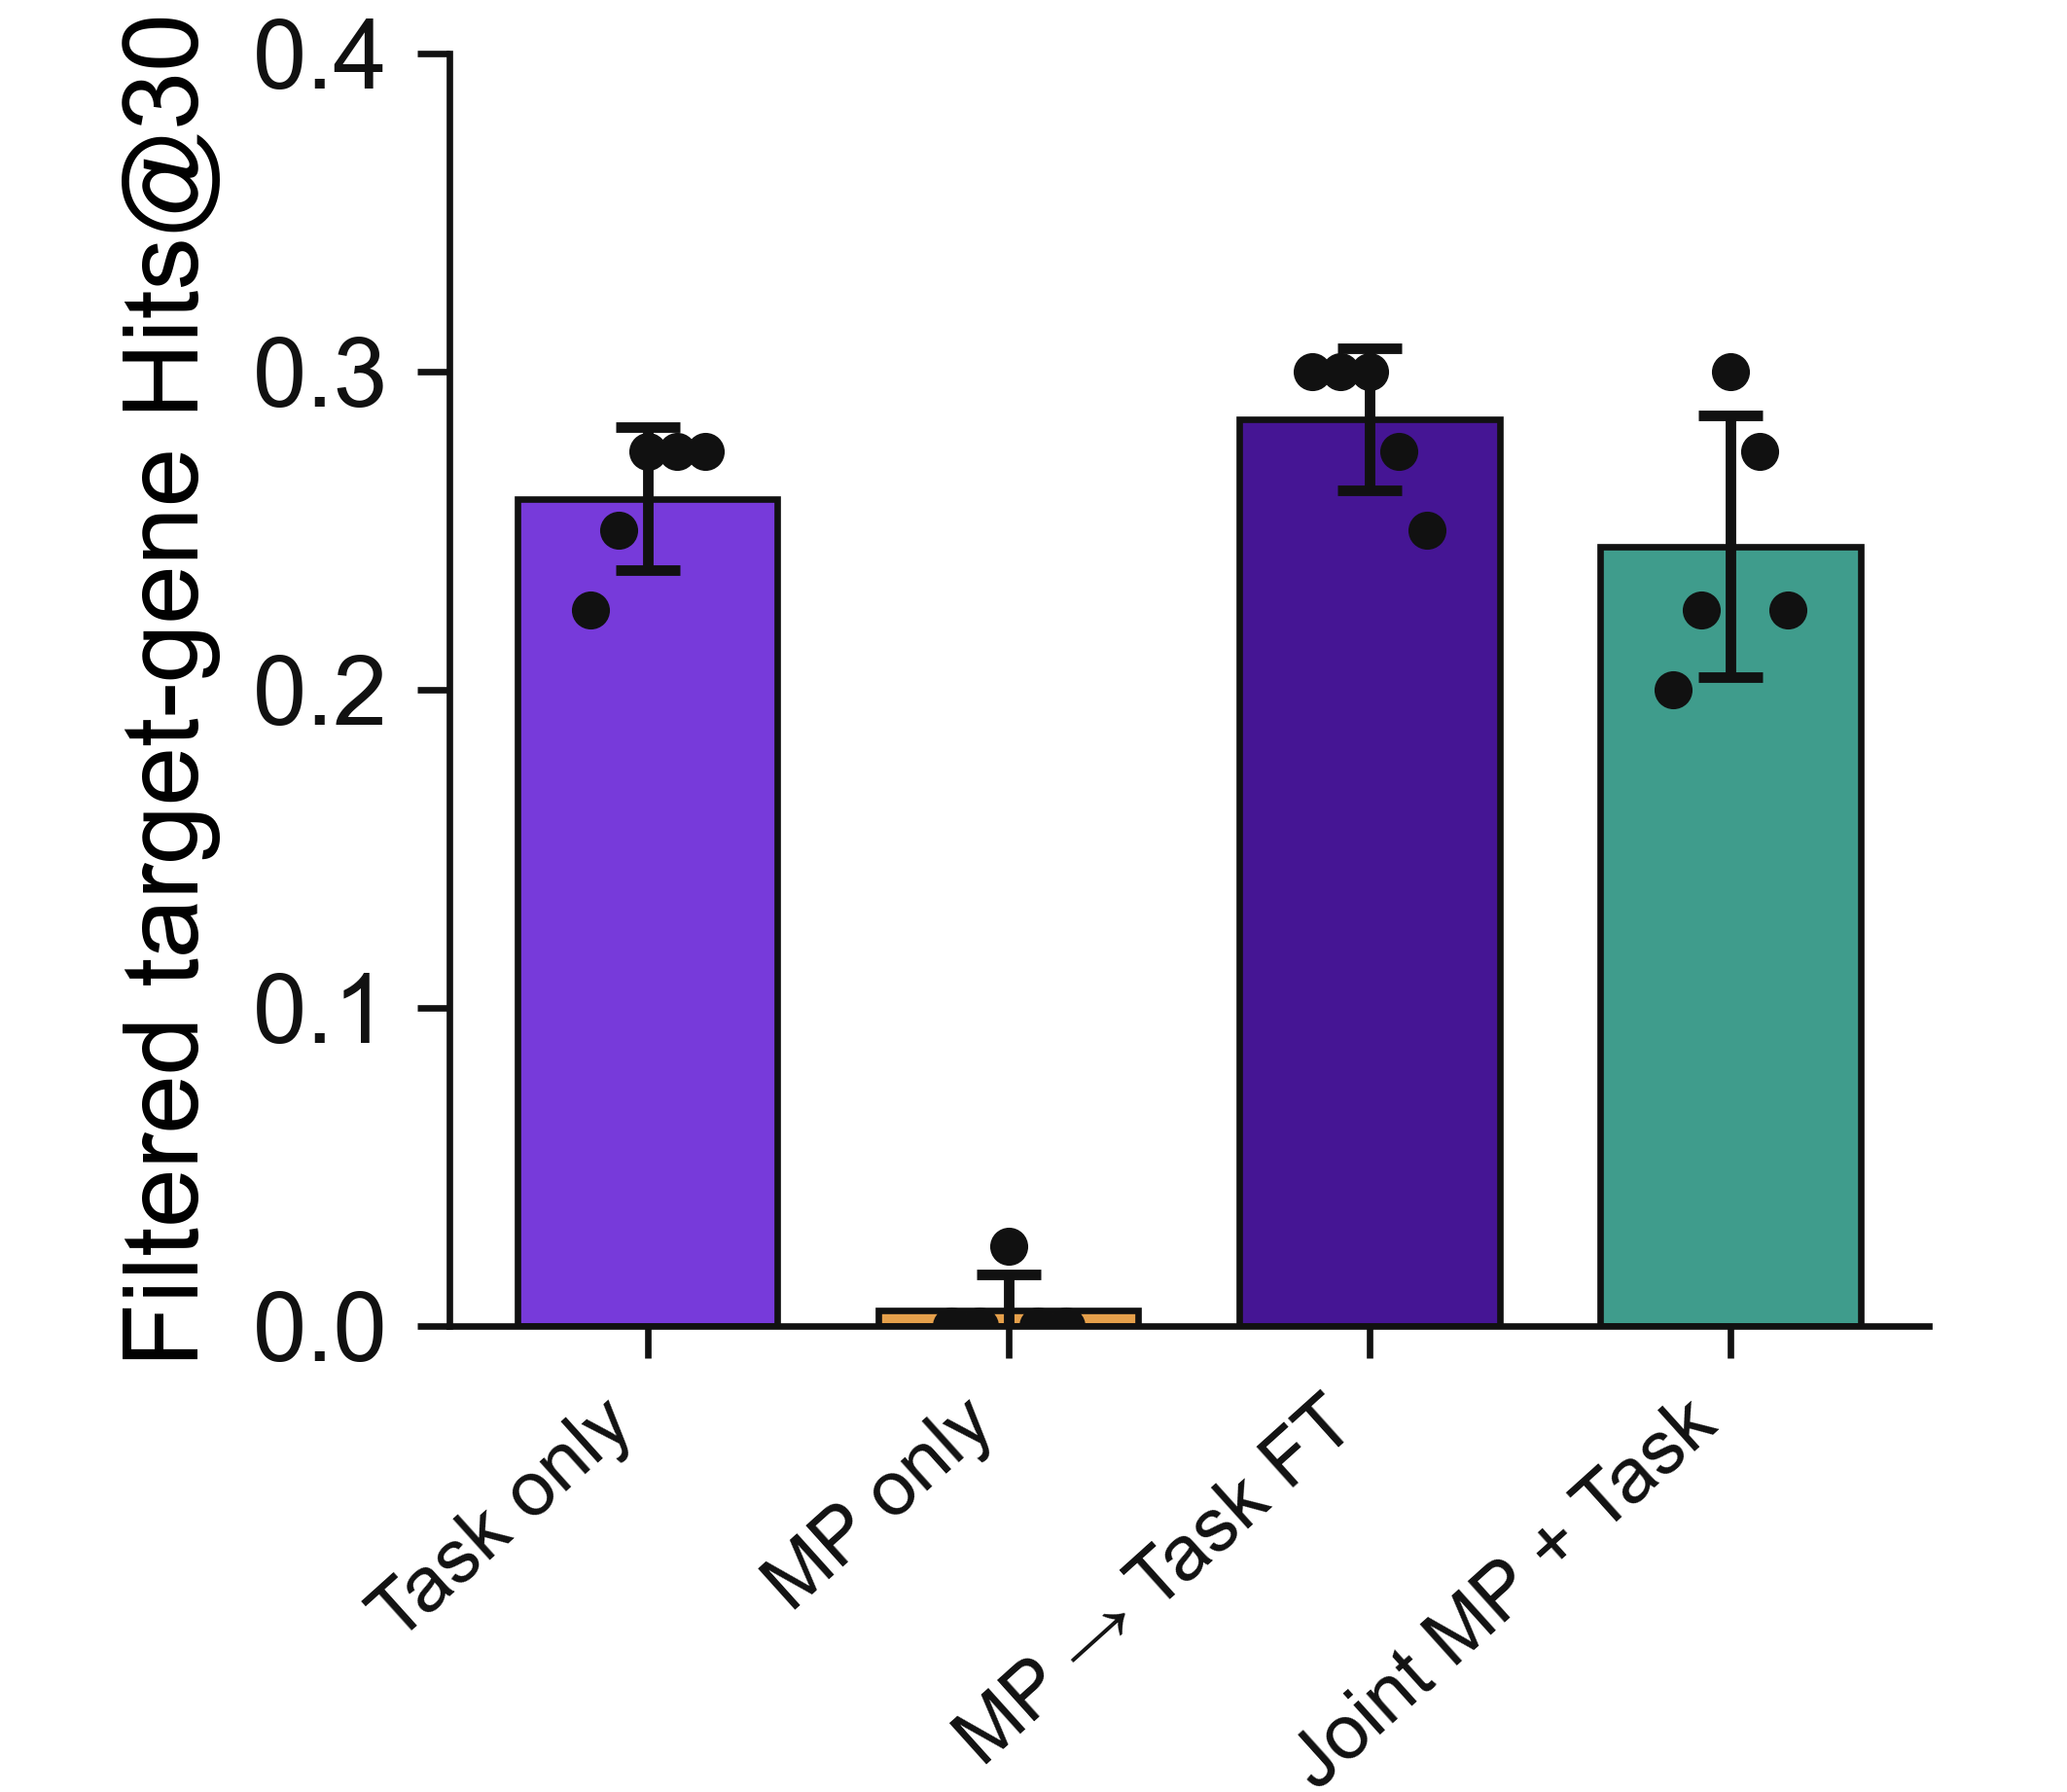 Filtered target-gene Hits@30
0.4
0.3
0.2
0.1
0.0
Task only
MP only
MP → Task FT
Joint MP + Task